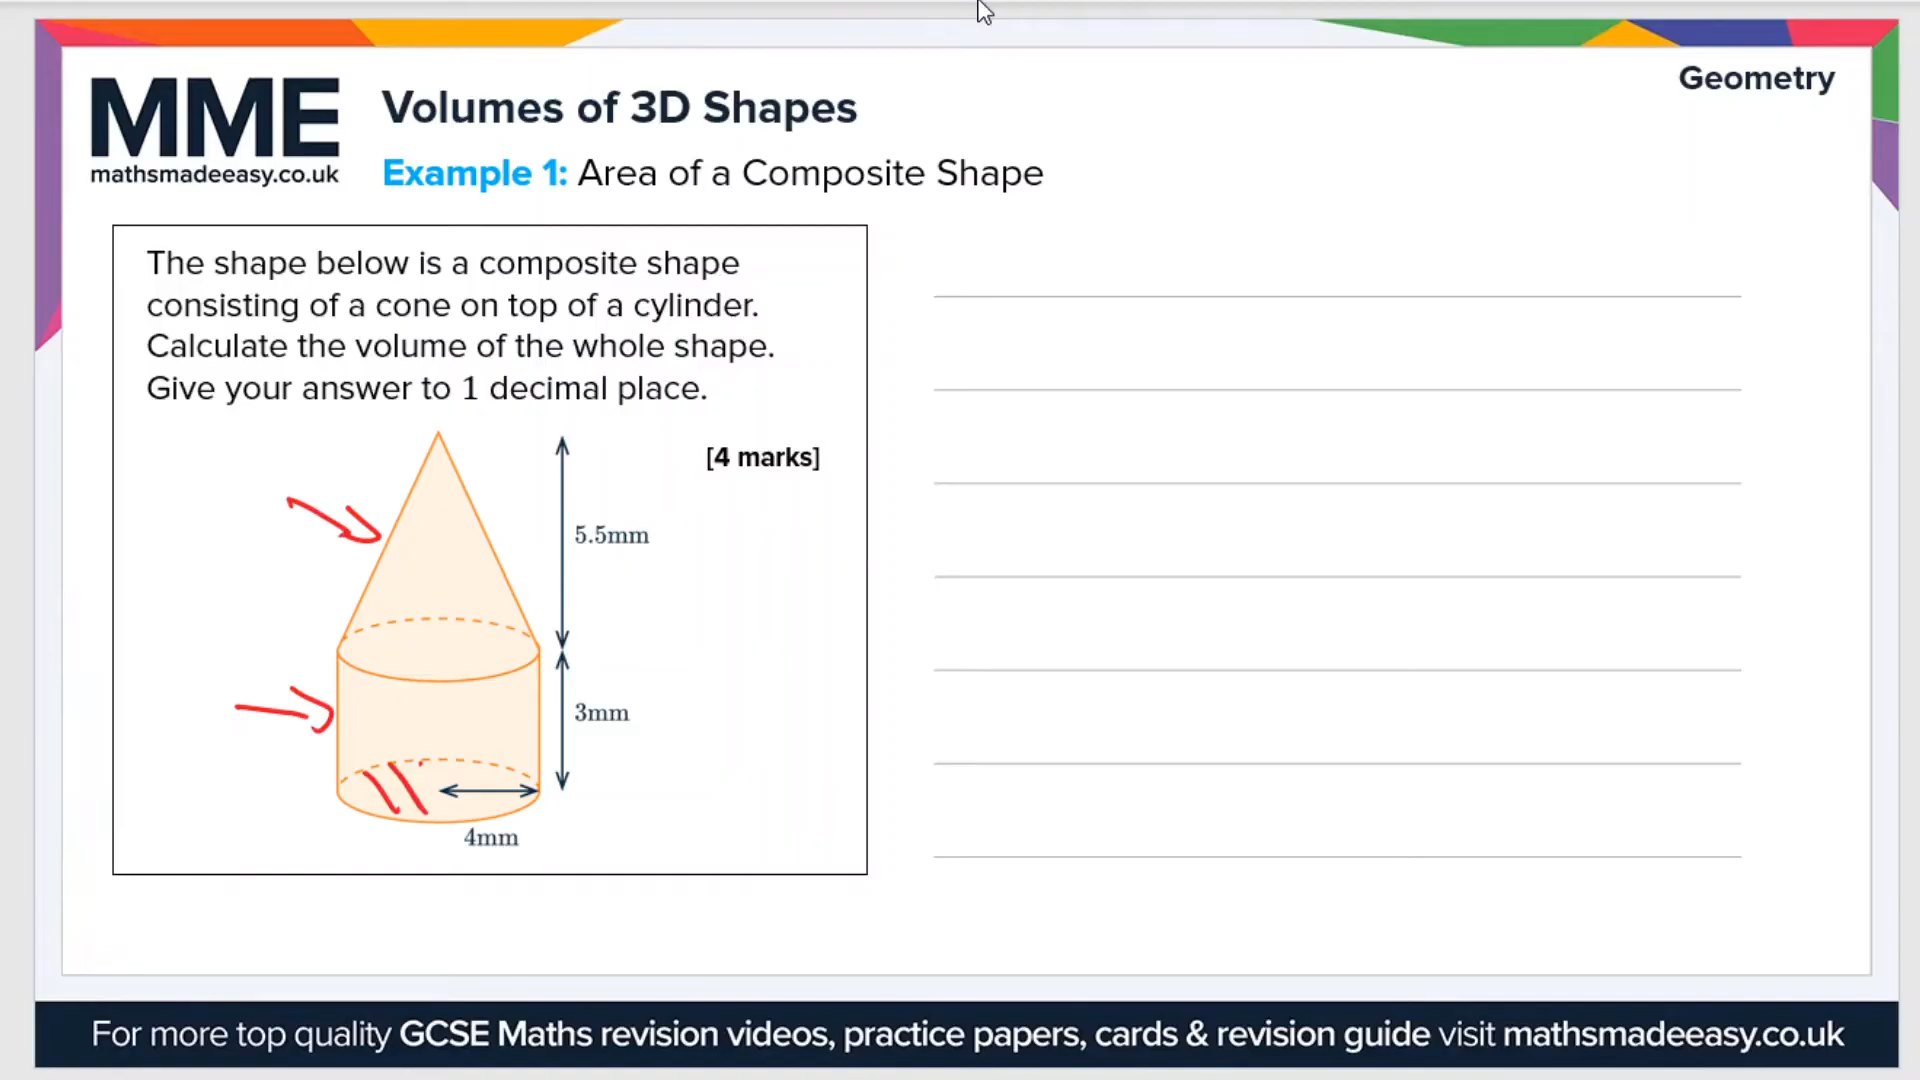 MME
mathsmadeeasy.co.uk
Volumes of 3D Shapes
Geometry
Example 1: Area of a Composite Shape
The shape below is a composite shape
consisting of a cone on top of a cylinder.
Calculate the volume of the whole shape.
Give your answer to 1 decimal place.
[4 marks]
5.5mm
3mm
4mm
For more top quality GCSE Maths revision videos, practice papers, cards & revision guide visit mathsmadeeasy.co.uk